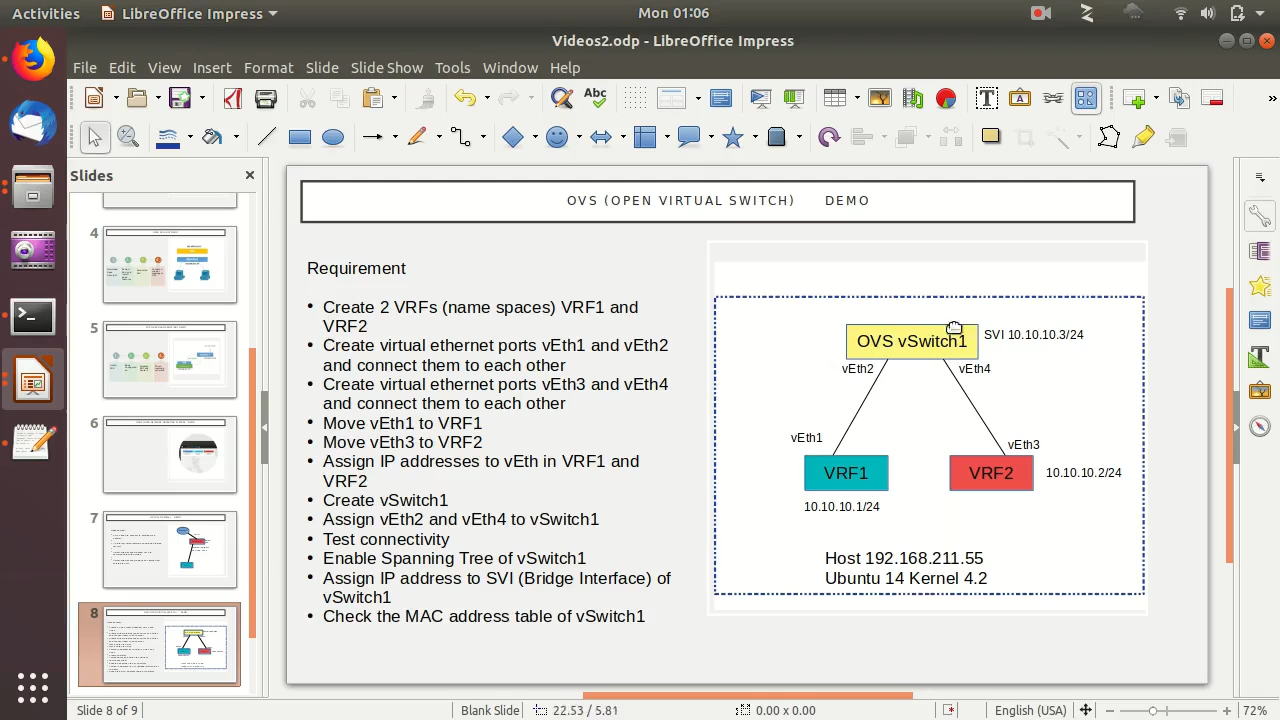 Activities
LibreOffice Impress
Mon 01:06
Videos2.odp - LibreOffice Impress
File Edit View Insert Format Slide Slide Show Tools Window Help
Abc
Slides
4
5
6
7
8
OVS (OPEN VIRTUAL SWITCH) DEMO
Requirement
• Create 2 VRFs (name spaces) VRF1 and
VRF2
• Create virtual ethernet ports vEth1 and vEth2
and connect them to each other
• Create virtual ethernet ports vEth3 and vEth4
and connect them to each other
• Move vEth1 to VRF1
• Move vEth3 to VRF2
• Assign IP addresses to vEth in VRF1 and
VRF2
• Create vSwitch1
• Assign vEth2 and vEth4 to vSwitch1
• Test connectivity
• Enable Spanning Tree of vSwitch1
• Assign IP address to SVI (Bridge Interface) of
vSwitch1
• Check the MAC address table of vSwitch1
OVS vSwitch1
SVI 10.10.10.3/24
vEth2
vEth4
vEth1
vEth3
VRF1
VRF2
10.10.10.2/24
10.10.10.1/24
Host 192.168.211.55
Ubuntu 14 Kernel 4.2
Slide 8 of 9
Blank Slide
22.53 / 5.81
0.00 x 0.00
English (USA)
72%